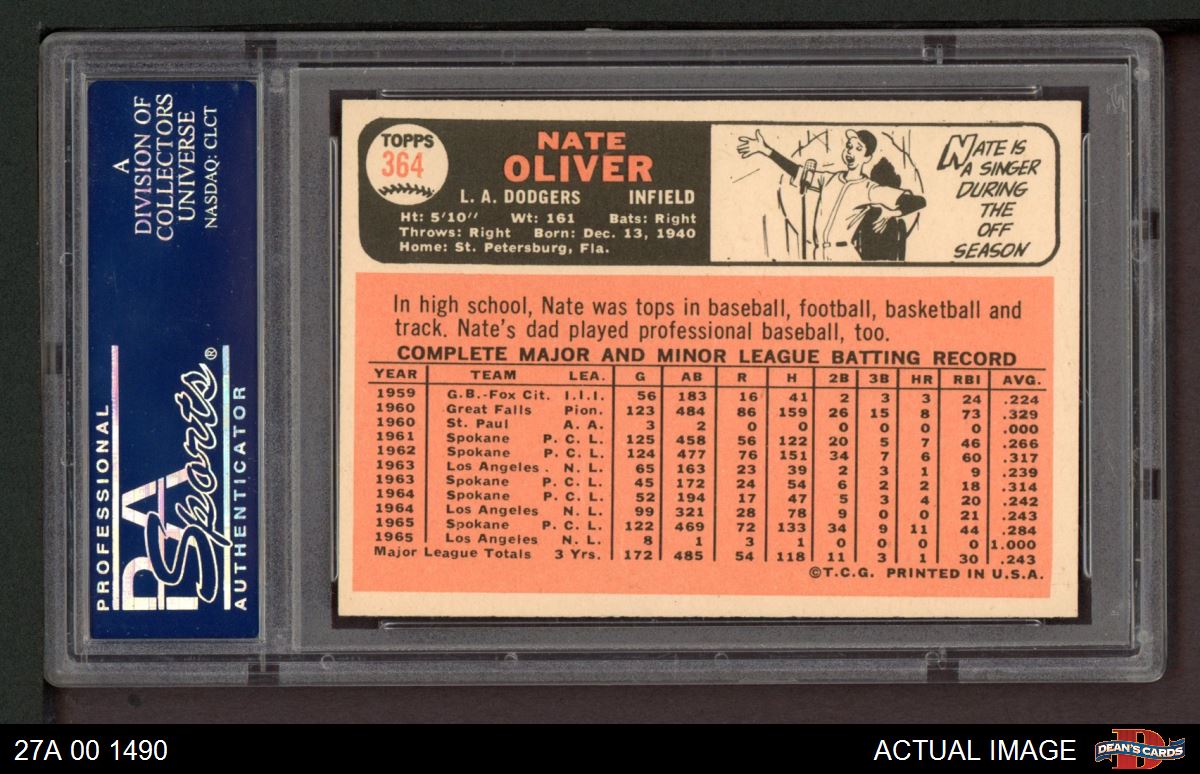 A
DIVISION OF
COLLECTORS
UNIVERSE
NASDAQ: CLCT
PROFESSIONAL
PSA
Sports®
AUTHENTICATOR
TOPPS
364
NATE
OLIVER
L. A. DODGERS INFIELD
Ht: 5'10" Wt: 161 Bats: Right
Throws: Right Born: Dec. 13, 1940
Home: St. Petersburg, Fla.
NATE IS
A SINGER
DURING
THE
OFF
SEASON
In high school, Nate was tops in baseball, football, basketball and
track. Nate's dad played professional baseball, too.
COMPLETE MAJOR AND MINOR LEAGUE BATTING RECORD
YEAR TEAM LEA. G AB R H 2B 3B HR RBI AVG.
1959 G.B.-Fox Cit. I.I.I. 56 183 16 41 2 3 3 24 .224
1960 Great Falls Pion. 123 484 86 159 26 15 8 73 .329
1960 St. Paul A. A. 3 2 0 0 0 0 0 0 .000
1961 Spokane P. C. L. 125 458 56 122 20 5 7 46 .266
1962 Spokane P. C. L. 124 477 76 151 34 7 6 60 .317
1963 Los Angeles . N. L. 65 163 23 39 2 3 1 9 .239
1963 Spokane P. C. L. 45 172 24 54 6 2 2 18 .314
1964 Spokane P. C. L. 52 194 17 47 5 3 4 20 .242
1964 Los Angeles N. L. 99 321 28 78 9 0 0 21 .243
1965 Spokane P. C. L. 122 469 72 133 34 9 11 44 .284
1965 Los Angeles N. L. 8 1 3 1 0 0 0 0 1.000
Major League Totals 3 Yrs. 172 485 54 118 11 3 1 30 .243
©T.C.G. PRINTED IN U.S.A.
27A 00 1490
ACTUAL IMAGE
D
DEAN'S CARDS